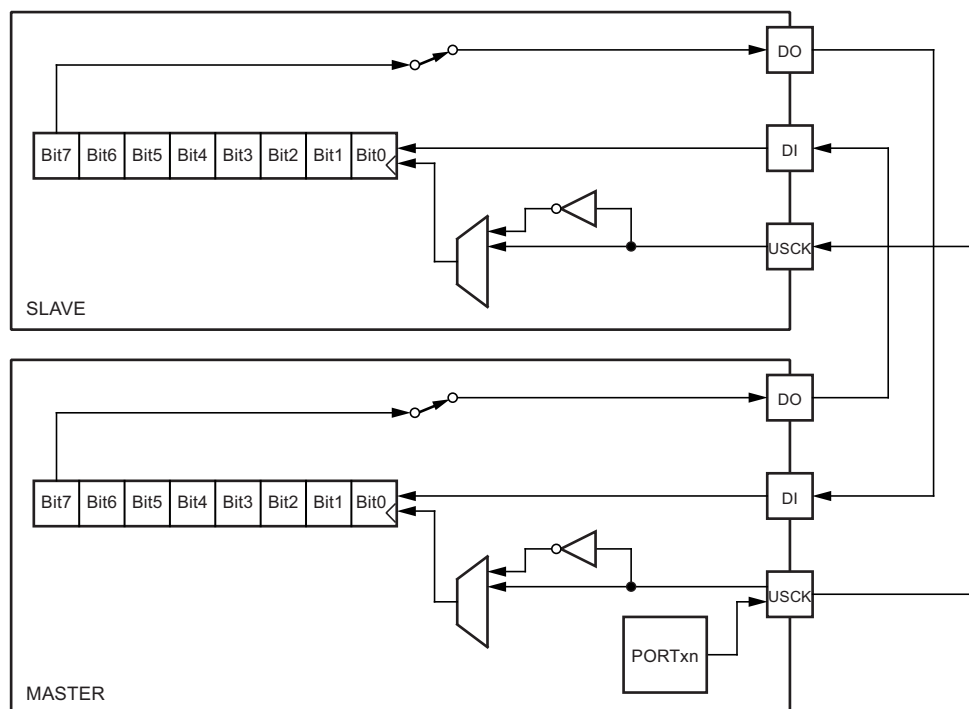 DO
Bit7 Bit6 Bit5 Bit4 Bit3 Bit2 Bit1 Bit0
DI
USCK
SLAVE
DO
Bit7 Bit6 Bit5 Bit4 Bit3 Bit2 Bit1 Bit0
DI
USCK
PORTxn
MASTER